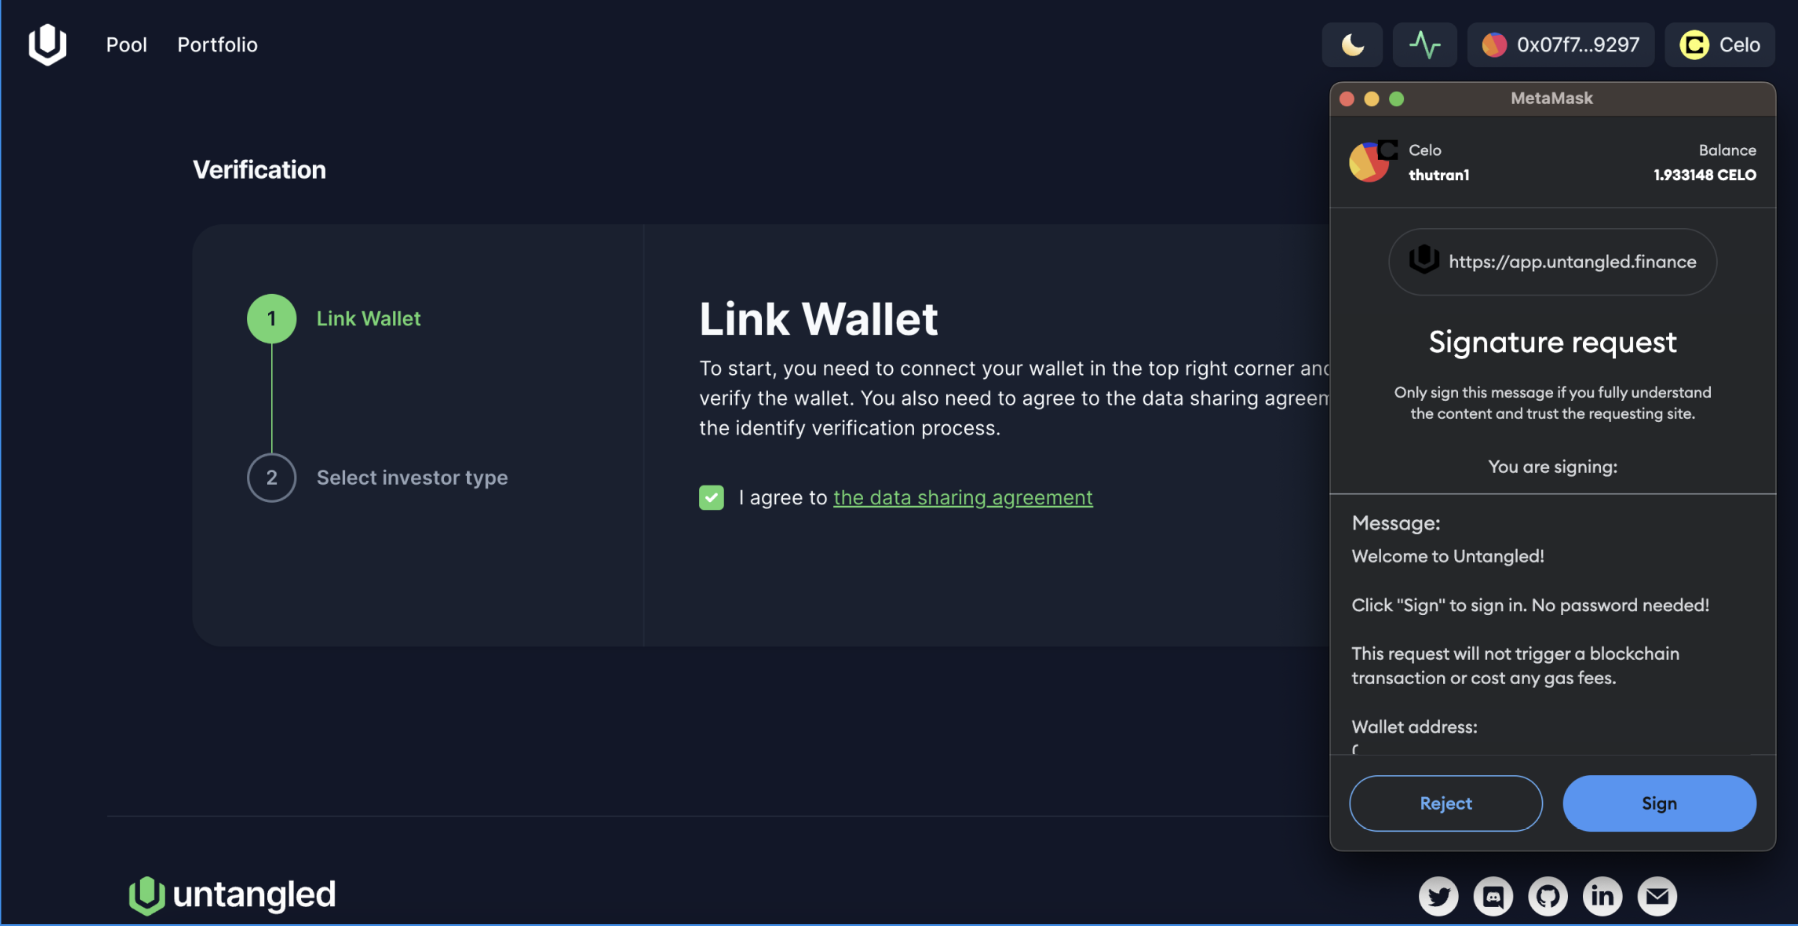 Pool
Portfolio
0x07f7...9297
Celo
Verification
1
Link Wallet
2
Select investor type
Link Wallet
To start, you need to connect your wallet in the top right corner and
verify the wallet. You also need to agree to the data sharing agreem
the identify verification process.
I agree to the data sharing agreement
MetaMask
Celo
thutran1
Balance
1.933148 CELO
https://app.untangled.finance
Signature request
Only sign this message if you fully understand
the content and trust the requesting site.
You are signing:
Message:
Welcome to Untangled!
Click "Sign" to sign in. No password needed!
This request will not trigger a blockchain
transaction or cost any gas fees.
Wallet address:
Reject
Sign
untangled
in